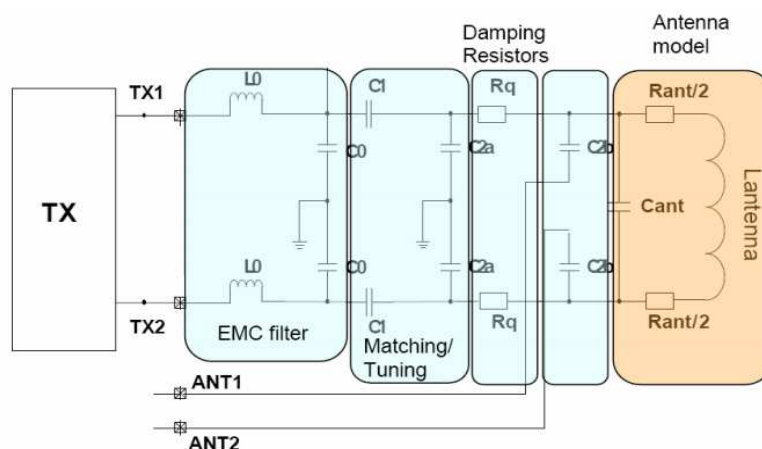 Damping
Resistors
Antenna
model
L0
C1
Rq
Rant/2
TX1
C0
C2a
C2b
TX
Cant
Lantenna
L0
C0
C2a
C2b
TX2
C1
Rq
Rant/2
EMC filter
Matching/
Tuning
ANT1
ANT2